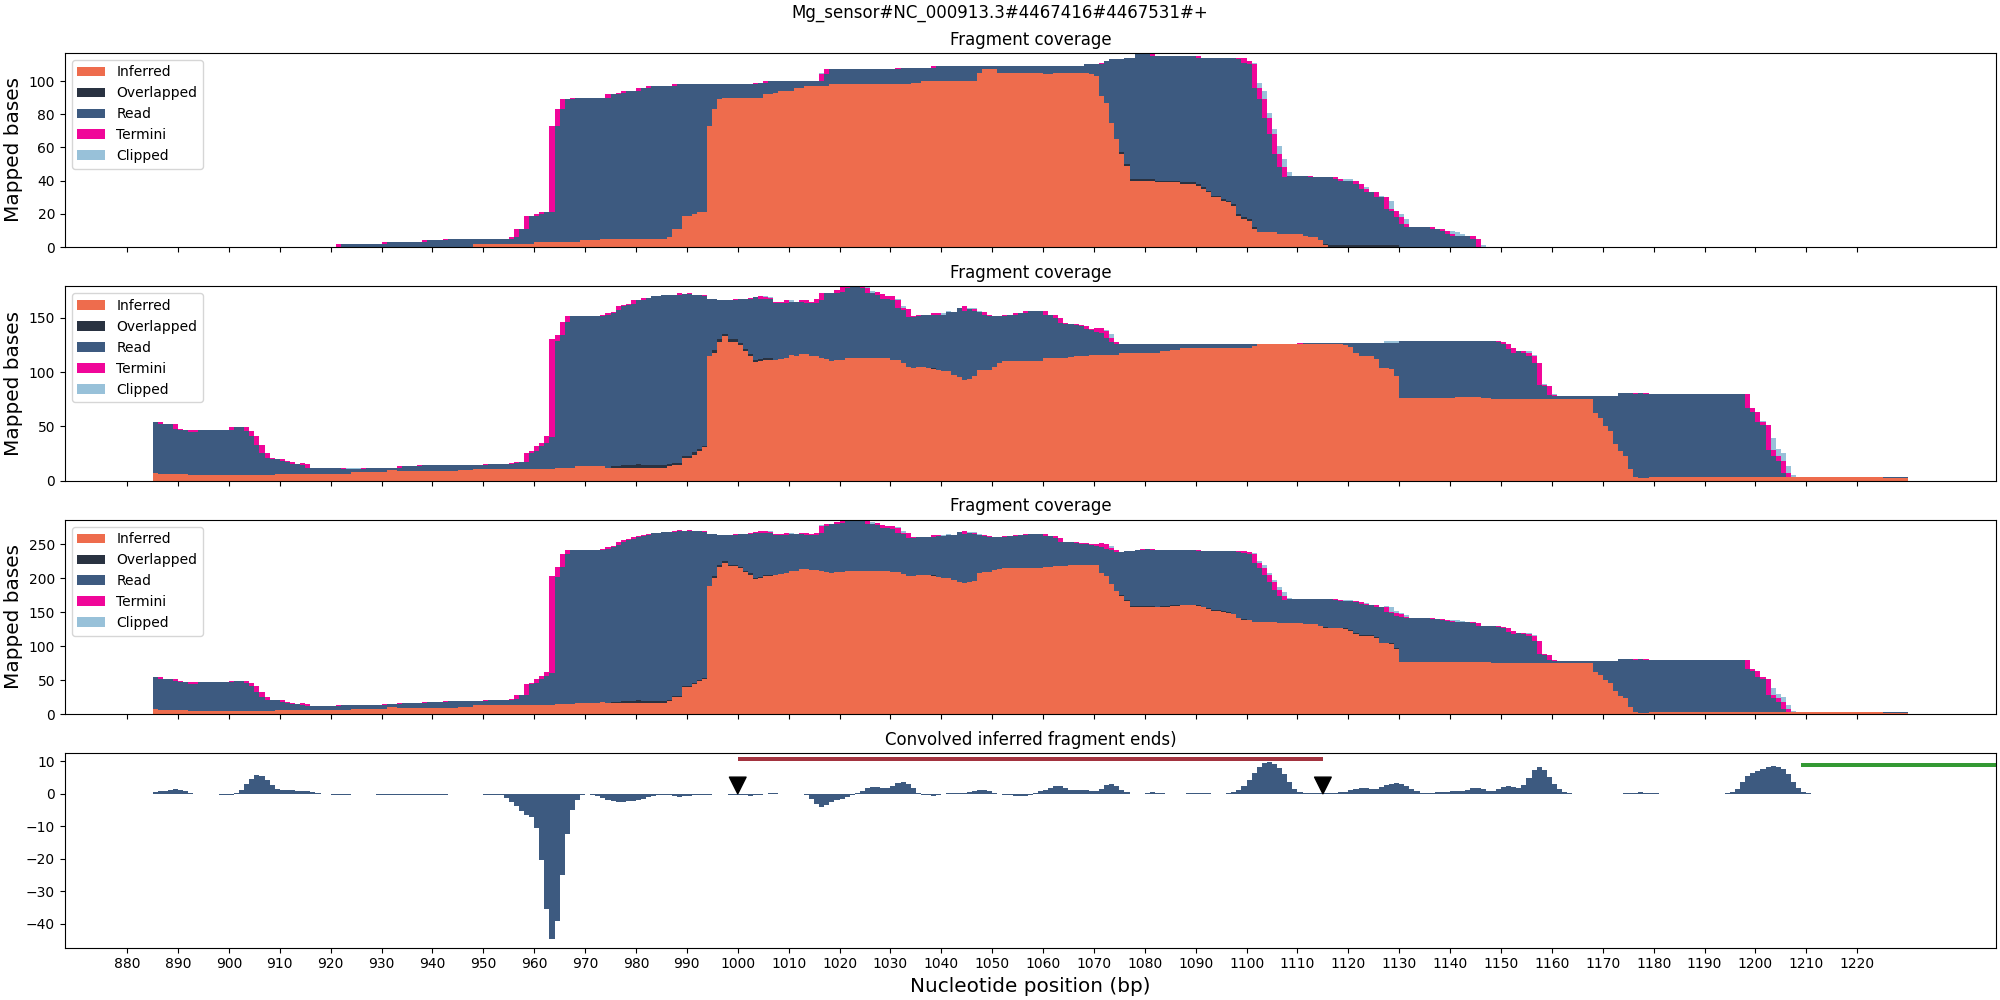 Mg_sensor#NC_000913.3#4467416#4467531#+
Fragment coverage
Mapped bases
100
80
60
40
20
0
Inferred
Overlapped
Read
Termini
Clipped
Fragment coverage
Mapped bases
150
100
50
0
Inferred
Overlapped
Read
Termini
Clipped
Fragment coverage
Mapped bases
250
200
150
100
50
0
Inferred
Overlapped
Read
Termini
Clipped
Convolved inferred fragment ends)
10
0
−10
−20
−30
−40
880 890 900 910 920 930 940 950 960 970 980 990 1000 1010 1020 1030 1040 1050 1060 1070 1080 1090 1100 1110 1120 1130 1140 1150 1160 1170 1180 1190 1200 1210 1220
Nucleotide position (bp)